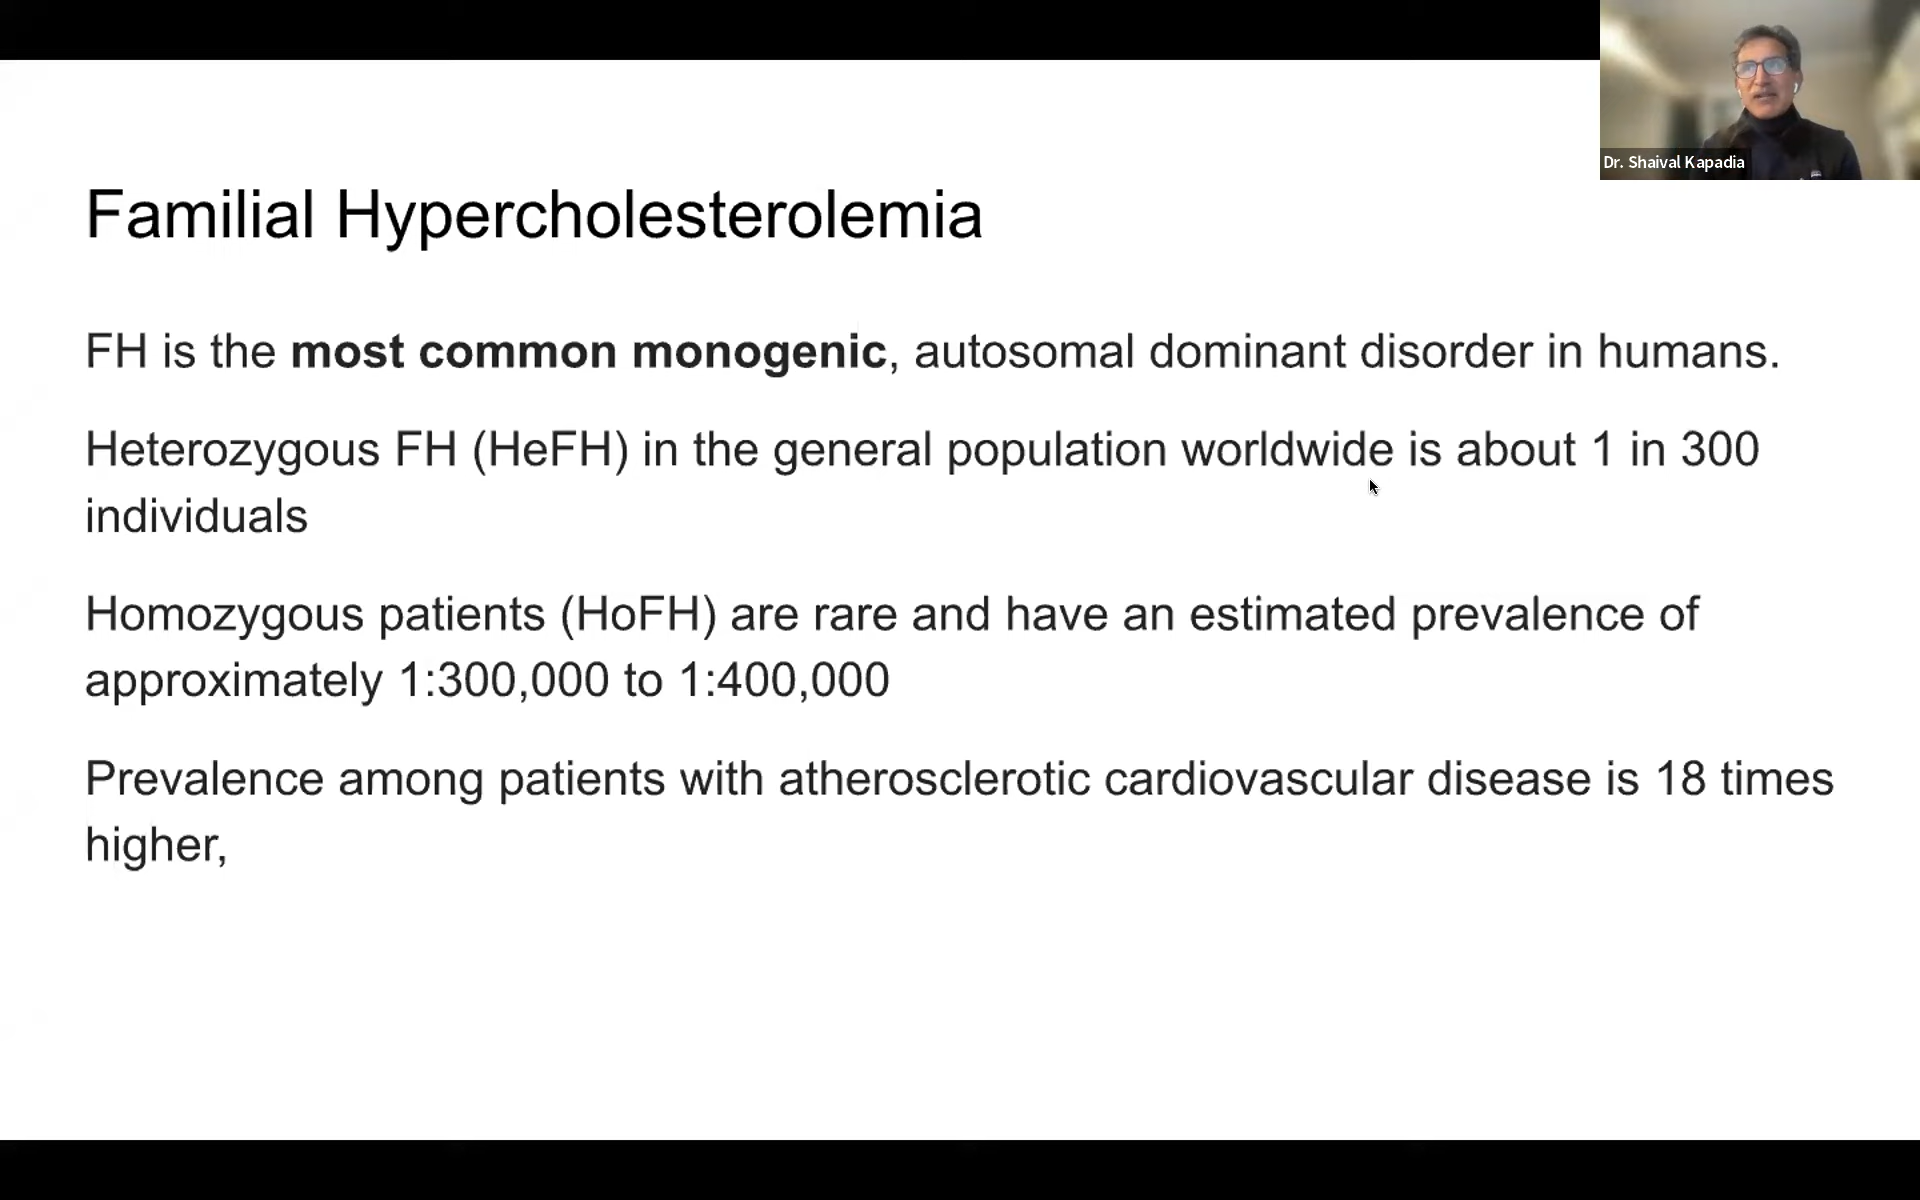 Dr. Shaival Kapadia
Familial Hypercholesterolemia
FH is the most common monogenic, autosomal dominant disorder in humans.
Heterozygous FH (HeFH) in the general population worldwide is about 1 in 300
individuals
Homozygous patients (HoFH) are rare and have an estimated prevalence of
approximately 1:300,000 to 1:400,000
Prevalence among patients with atherosclerotic cardiovascular disease is 18 times
higher,